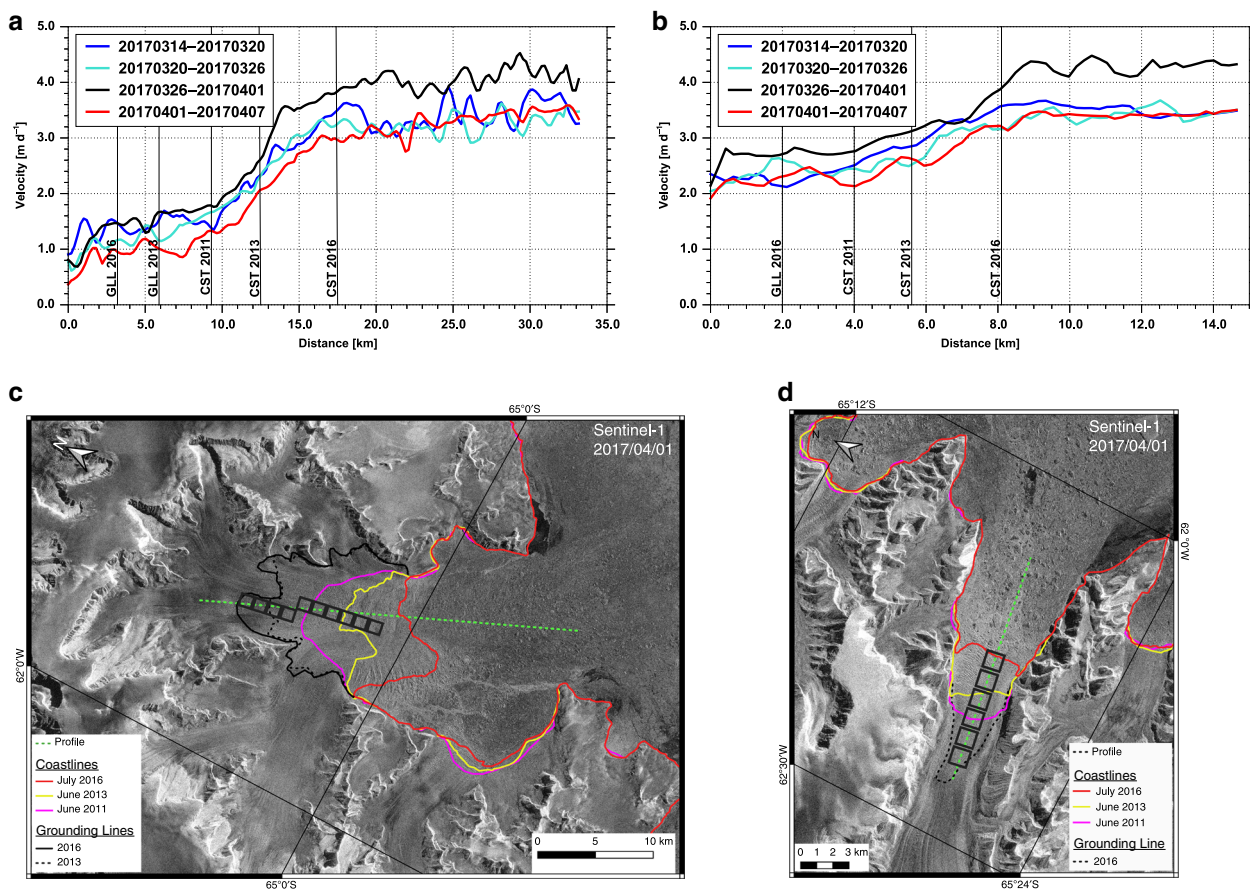 a
5.0
4.0
3.0
2.0
1.0
0.0
Velocity [m d⁻¹]
20170314–20170320
20170320–20170326
20170326–20170401
20170401–20170407
GLL 2016
GLL 2013
CST 2011
CST 2013
CST 2016
0.0 5.0 10.0 15.0 20.0 25.0 30.0 35.0
Distance [km]
b
5.0
4.0
3.0
2.0
1.0
0.0
Velocity [m d⁻¹]
20170314–20170320
20170320–20170326
20170326–20170401
20170401–20170407
GLL 2016
CST 2011
CST 2013
CST 2016
0.0 2.0 4.0 6.0 8.0 10.0 12.0 14.0
Distance [km]
c
65°0′S
N
Sentinel-1
2017/04/01
62°0′W
Profile
Coastlines
July 2016
June 2013
June 2011
Grounding Lines
2016
2013
0 5 10 km
65°0′S
d
65°12′S
N
Sentinel-1
2017/04/01
62°0′W
62°30′W
Profile
Coastlines
July 2016
June 2013
June 2011
Grounding Line
2016
0 1 2 3 km
65°24′S